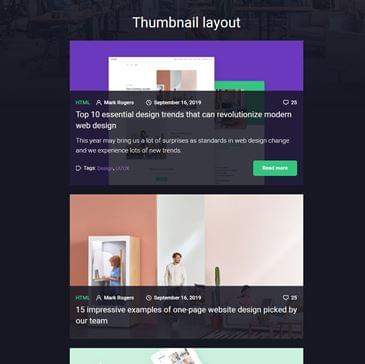 Thumbnail layout
HTML Mark Rogers September 16, 2019 25
Top 10 essential design trends that can revolutionize modern
web design
This year may bring us a lot of surprises as standards in web design change
and we experience lots of new trends.
Tags: Design, UI/UX Read more
HTML Mark Rogers September 16, 2019 25
15 impressive examples of one-page website design picked by
our team